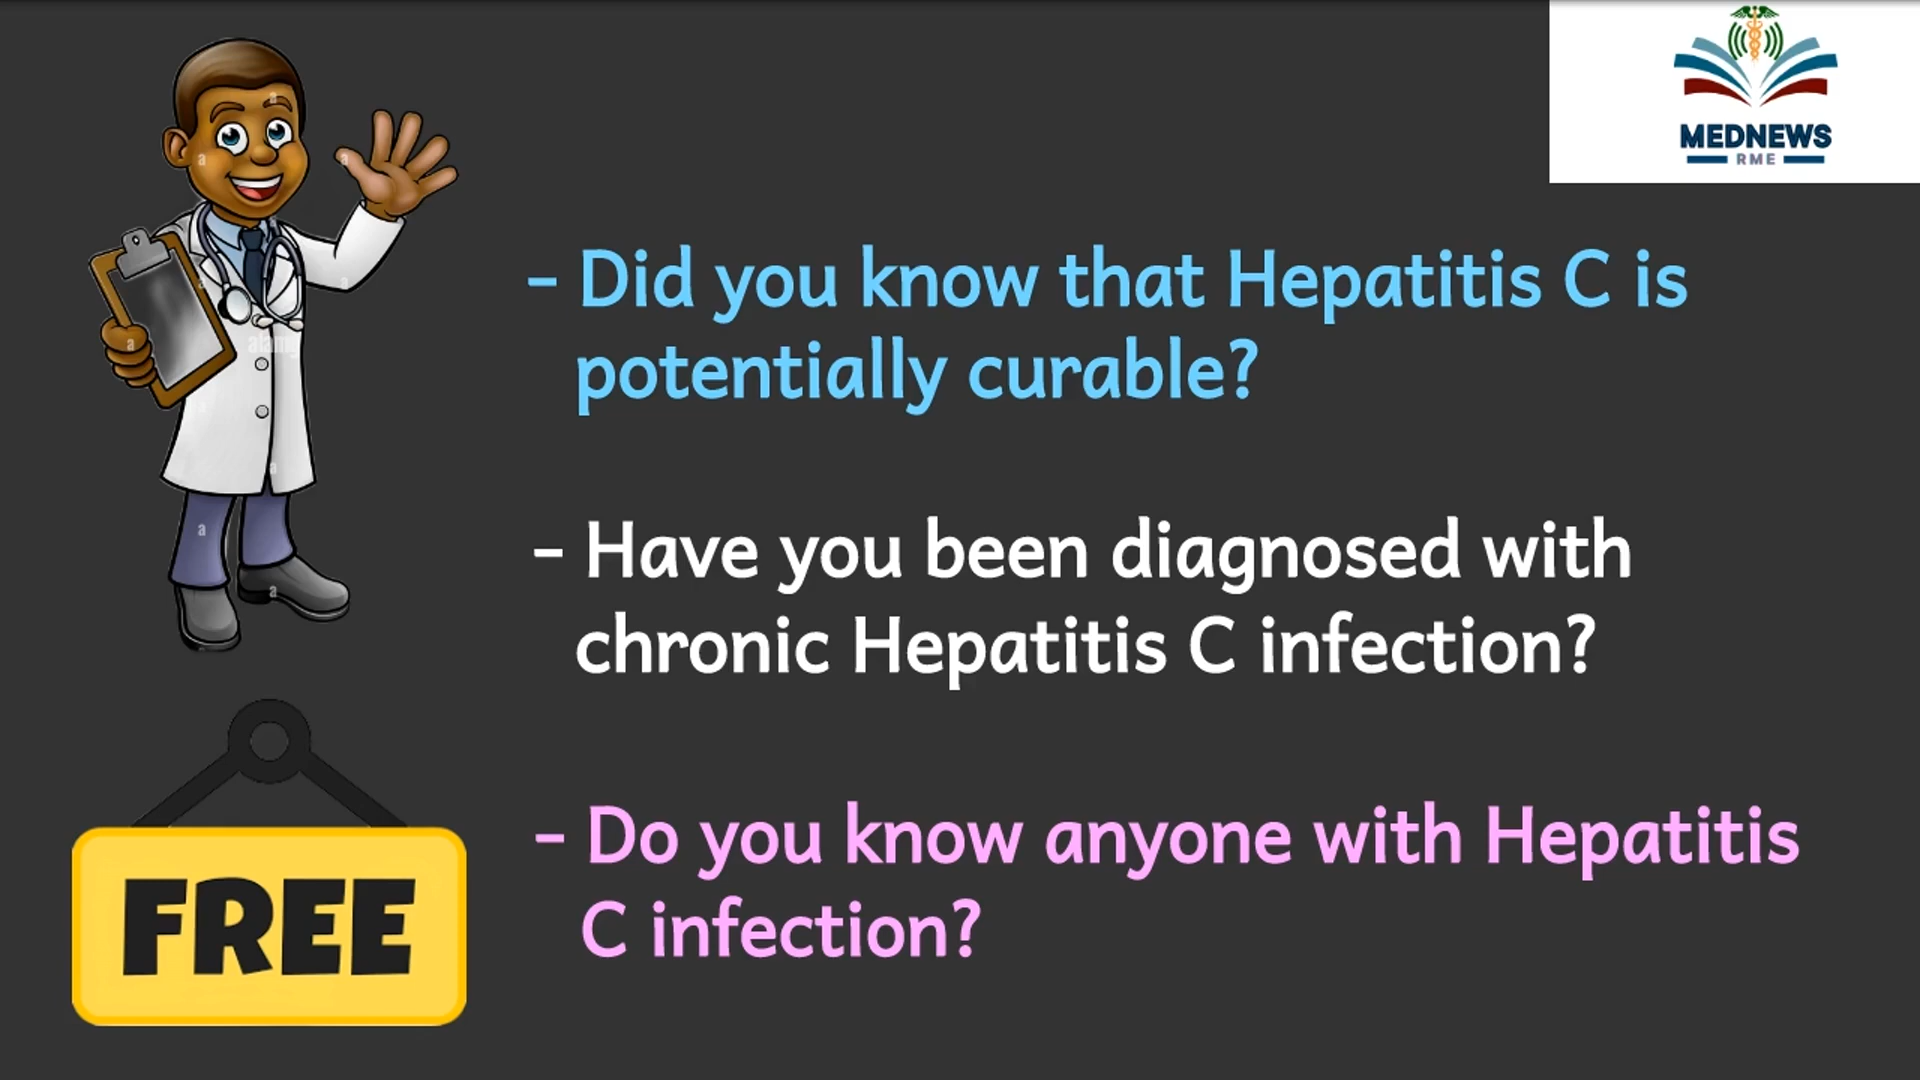 MEDNEWS
RME
- Did you know that Hepatitis C is
potentially curable?
- Have you been diagnosed with
chronic Hepatitis C infection?
- Do you know anyone with Hepatitis
C infection?
FREE
alamy
a
a
a
a
a
a
a
a
a
a